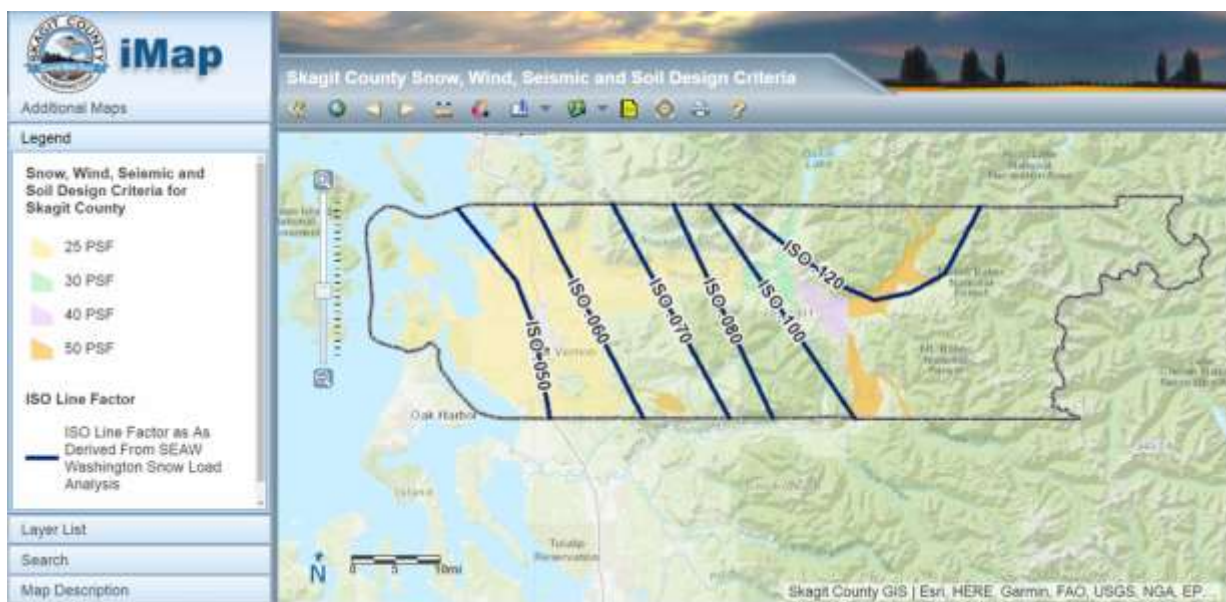 SKAGIT COUNTY
iMap
Skagit County Snow, Wind, Seismic and Soil Design Criteria
Additional Maps
Legend
Snow, Wind, Seismic and
Soil Design Criteria for
Skagit County
25 PSF
30 PSF
40 PSF
50 PSF
ISO Line Factor
ISO Line Factor as As
Derived From SEAW
Washington Snow Load
Analysis
Layer List
Search
Map Description
ISO-050
ISO-060
ISO-070
ISO-080
ISO-100
ISO-120
Vernon
Oak Harbor
Island
Tulalip
Reservation
N
0 5 10mi
Skagit County GIS | Esri, HERE, Garmin, FAO, USGS, NGA, EP...